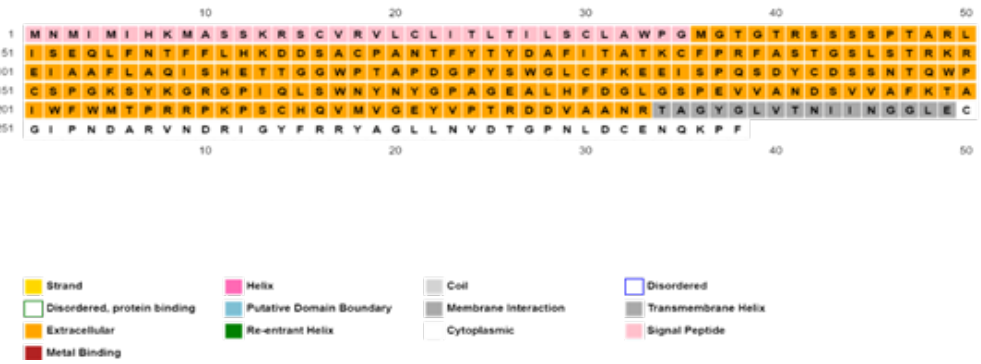 10 20 30 40 50
1 M N M I M I H K M A S S K R S C V R V L C L I T L T I L S C L A W P G M G T G T R S S S S P T A R L
51 I S E Q L F N T F F L H K D D S A C P A N T F Y T Y D A F I T A T K C F P R F A S T G S L S T R K R
101 E I A A F L A Q I S H E T T G G W P T A P D G P Y S W G L C F K E E I S P Q S D Y C D S S N T Q W P
151 C S P G K S Y K G R G P I Q L S W N Y N Y G P A G E A L H F D G L G S P E V V A N D S V V A F K T A
201 I W F W M T P R R P K P S C H Q V M V G E Y V P T R D D V A A N R T A G Y G L V T N I I N G G L E C
251 G I P N D A R V N D R I G Y F R R Y A G L L N V D T G P N L D C E N Q K P F
10 20 30 40 50
Strand Helix Coil Disordered
Disordered, protein binding Putative Domain Boundary Membrane Interaction Transmembrane Helix
Extracellular Re-entrant Helix Cytoplasmic Signal Peptide
Metal Binding